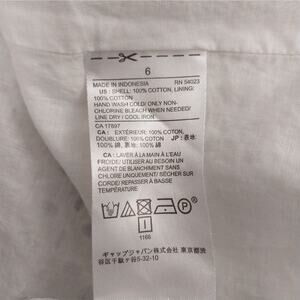 6
MADE IN INDONESIA RN 54023
US : SHELL: 100% COTTON, LINING:
100% COTTON
HAND WASH COLD/ ONLY NON-
CHLORINE BLEACH WHEN NEEDED/
LINE DRY/ COOL IRON
CA 17897
CA : EXTÉRIEUR: 100% COTON,
DOUBLURE: 100% COTON JP : 表地:
100% 綿, 裏地: 100% 綿
CA : LAVER À LA MAIN À L'EAU
FROIDE/ UTILISER AU BESOIN UN
AGENT DE BLANCHIMENT SANS
CHLORE UNIQUEMENT/ SÉCHER SUR
CORDE/ REPASSER À BASSE
TEMPÉRATURE
P
I
1166
ギャップジャパン株式会社 東京都渋
谷区千駄ヶ谷5-32-10